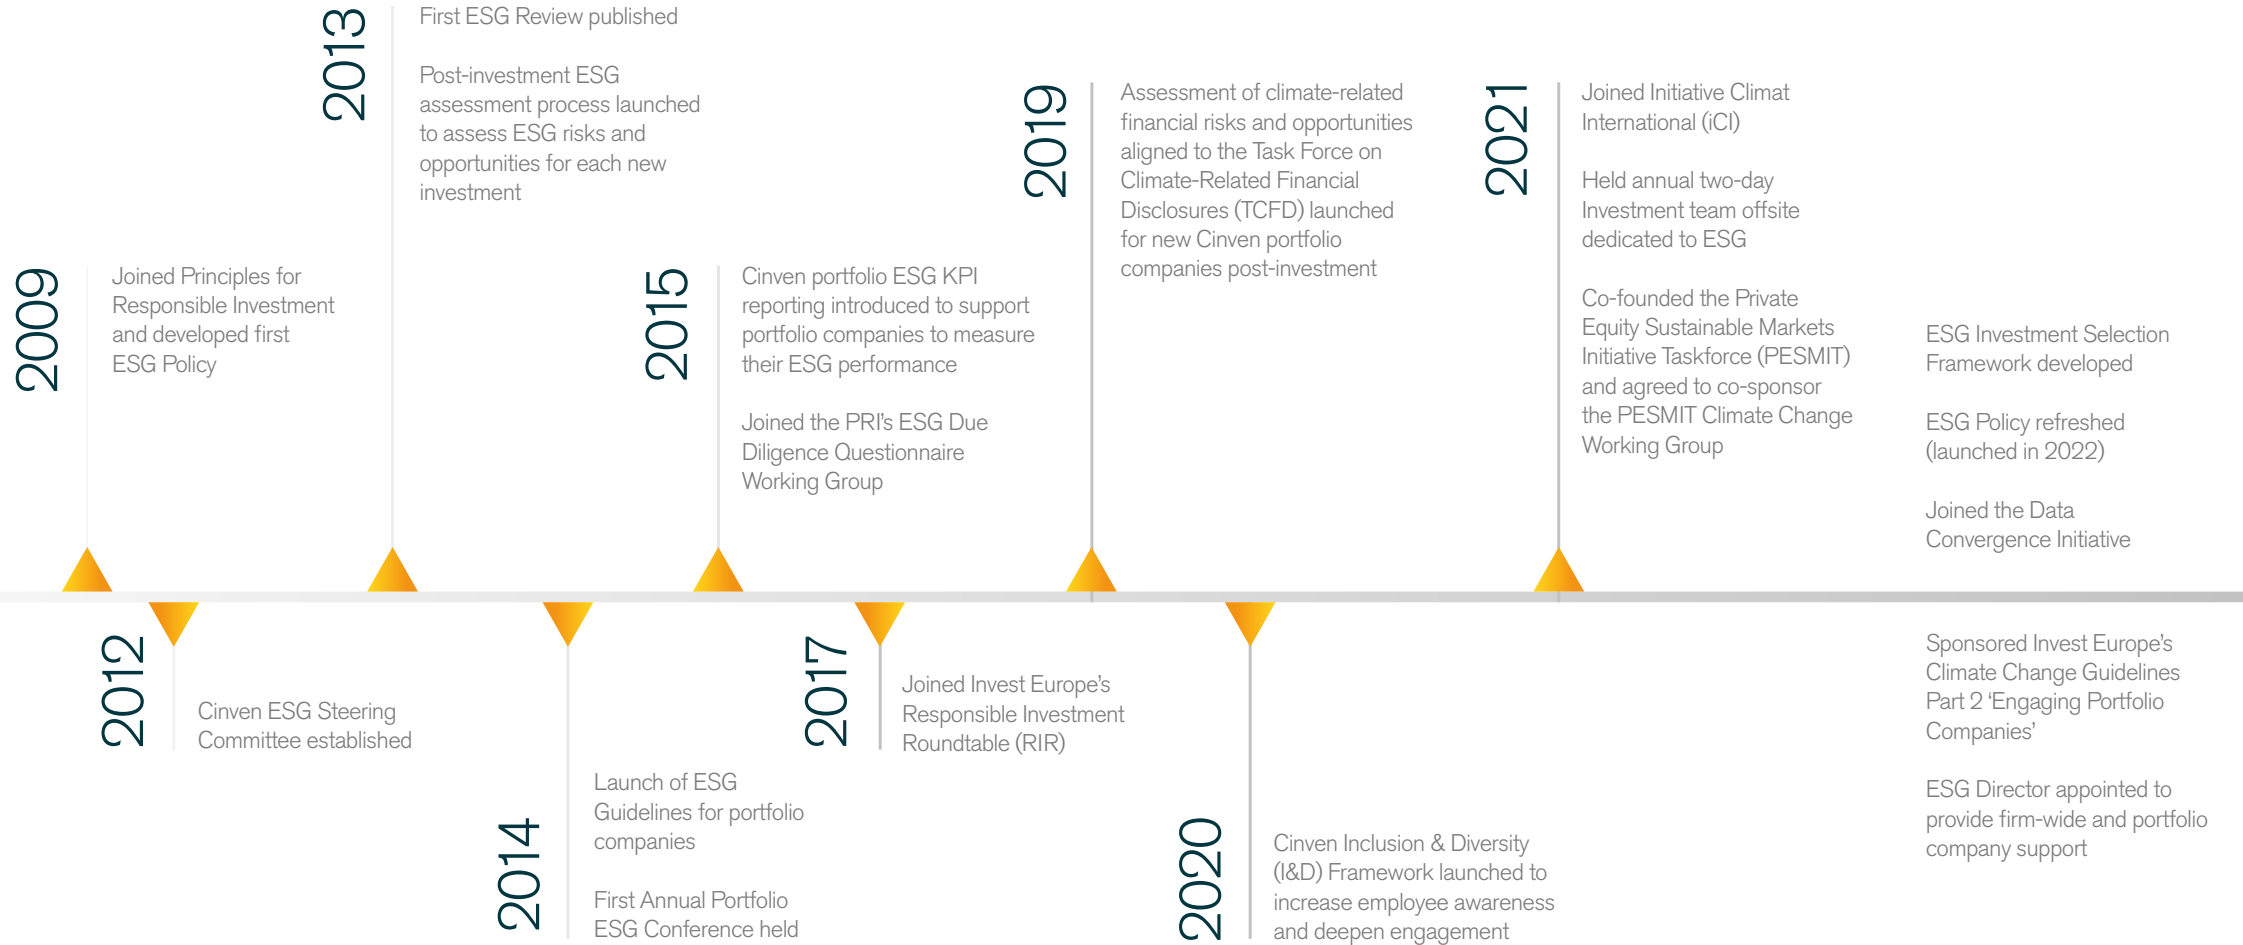 2009
Joined Principles for
Responsible Investment
and developed first
ESG Policy
2012
Cinven ESG Steering
Committee established
2013
First ESG Review published
Post-investment ESG
assessment process launched
to assess ESG risks and
opportunities for each new
investment
2014
Launch of ESG
Guidelines for portfolio
companies
First Annual Portfolio
ESG Conference held
2015
Cinven portfolio ESG KPI
reporting introduced to support
portfolio companies to measure
their ESG performance
Joined the PRI’s ESG Due
Diligence Questionnaire
Working Group
2017
Joined Invest Europe’s
Responsible Investment
Roundtable (RIR)
2019
Assessment of climate-related
financial risks and opportunities
aligned to the Task Force on
Climate-Related Financial
Disclosures (TCFD) launched
for new Cinven portfolio
companies post-investment
2020
Cinven Inclusion & Diversity
(I&D) Framework launched to
increase employee awareness
and deepen engagement
2021
Joined Initiative Climat
International (iCI)
Held annual two-day
Investment team offsite
dedicated to ESG
Co-founded the Private
Equity Sustainable Markets
Initiative Taskforce (PESMIT)
and agreed to co-sponsor
the PESMIT Climate Change
Working Group
ESG Investment Selection
Framework developed
ESG Policy refreshed
(launched in 2022)
Joined the Data
Convergence Initiative
Sponsored Invest Europe’s
Climate Change Guidelines
Part 2 ‘Engaging Portfolio
Companies’
ESG Director appointed to
provide firm-wide and portfolio
company support